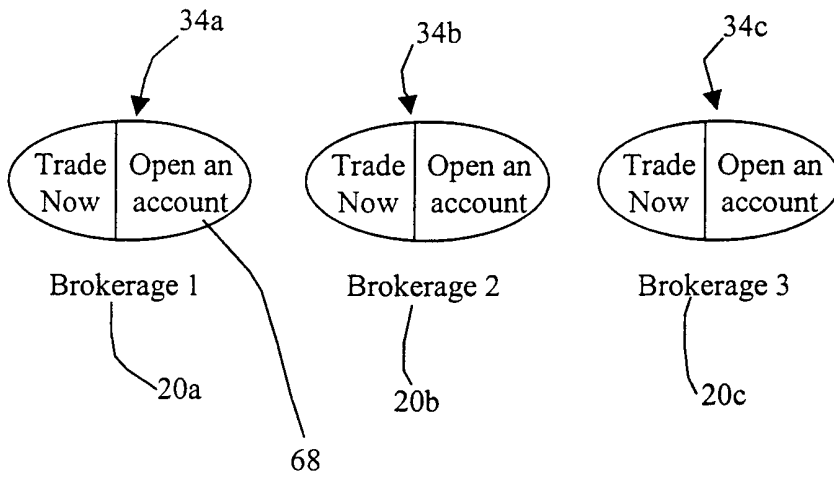 34a
34b
34c
Trade Now
Open an account
Trade Now
Open an account
Trade Now
Open an account
Brokerage 1
Brokerage 2
Brokerage 3
20a
20b
20c
68